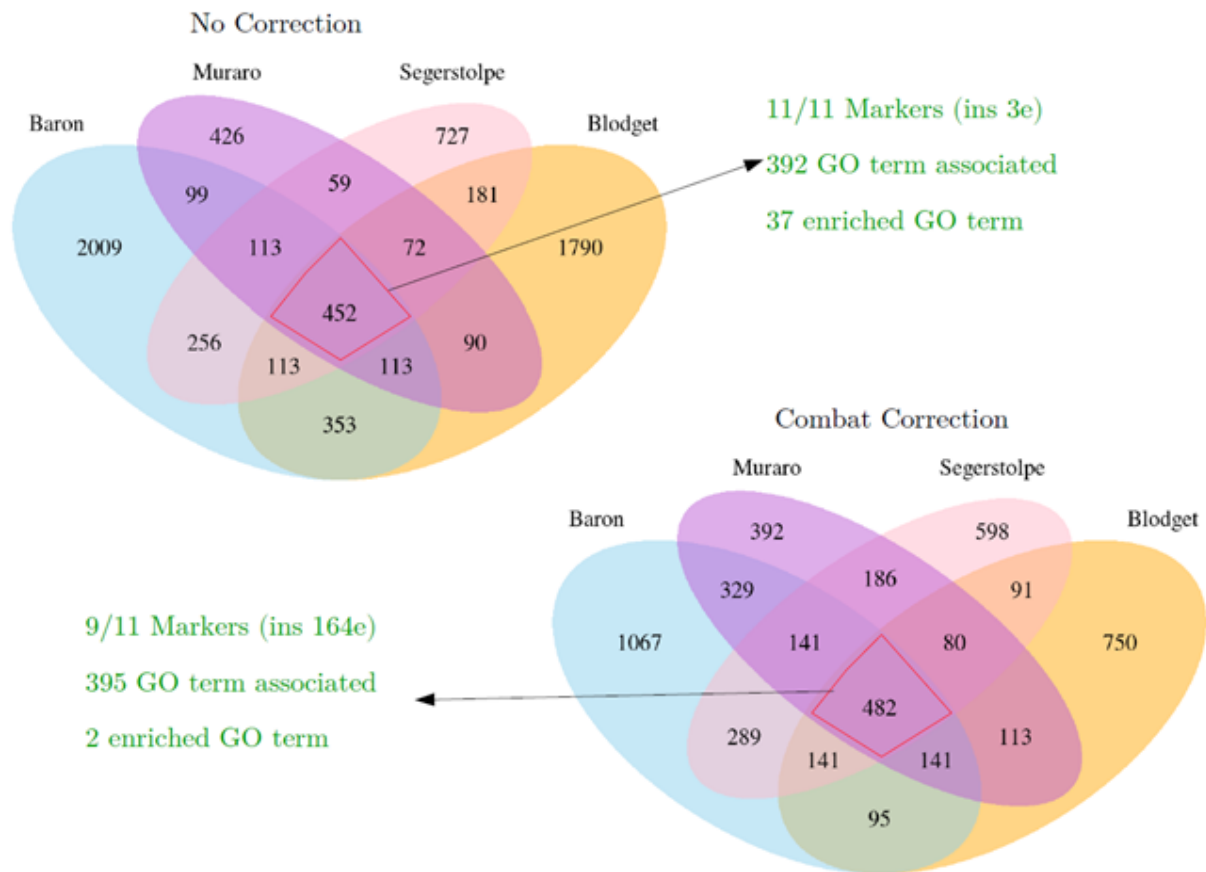 No Correction
Muraro
Segerstolpe
Baron
Blodget
426
727
99
59
181
2009
113
72
1790
452
256
113
113
90
353
11/11 Markers (ins 3e)
392 GO term associated
37 enriched GO term
Combat Correction
Muraro
Segerstolpe
Baron
Blodget
392
598
329
186
91
1067
141
80
750
482
289
141
141
113
95
9/11 Markers (ins 164e)
395 GO term associated
2 enriched GO term